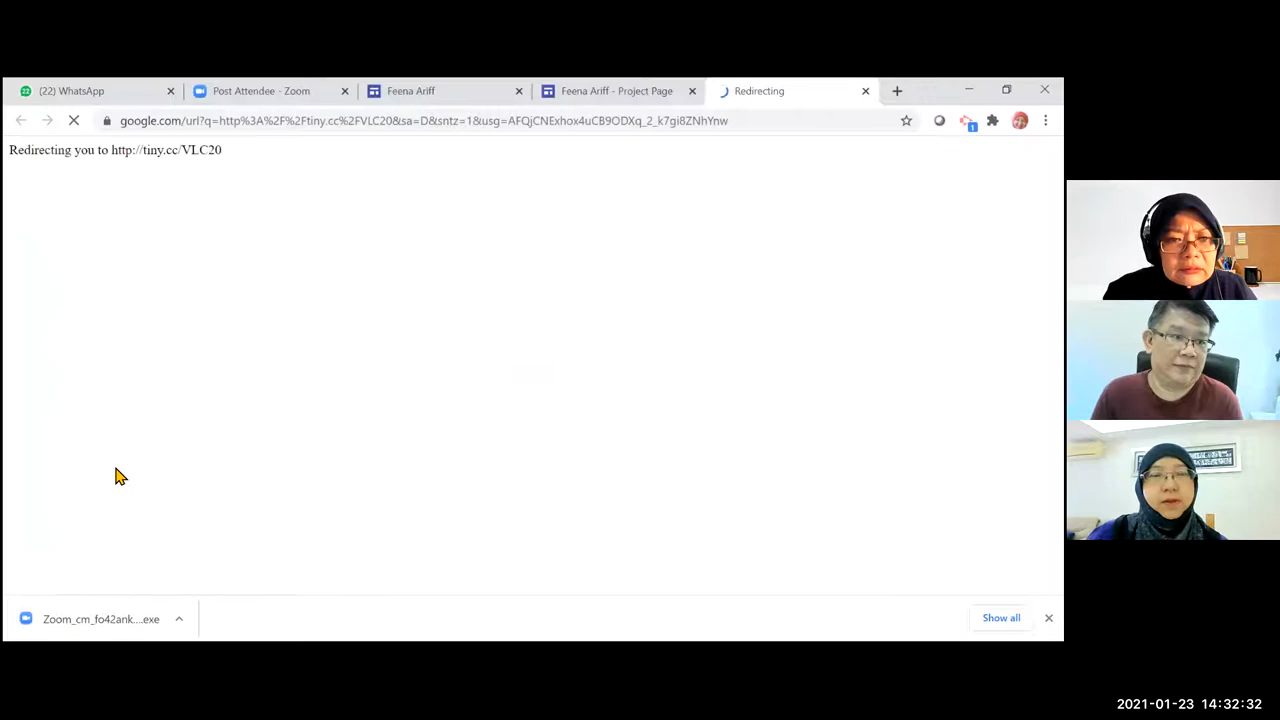 (22) WhatsApp
Post Attendee - Zoom
Feena Ariff
Feena Ariff - Project Page
Redirecting
google.com/url?q=http%3A%2F%2Ftiny.cc%2FVLC20&sa=D&sntz=1&usg=AFQjCNExhox4uCB9ODXq_2_k7gi8ZNhYnw
1
Redirecting you to http://tiny.cc/VLC20
Zoom_cm_fo42ank....exe
Show all
2021-01-23 14:32:32